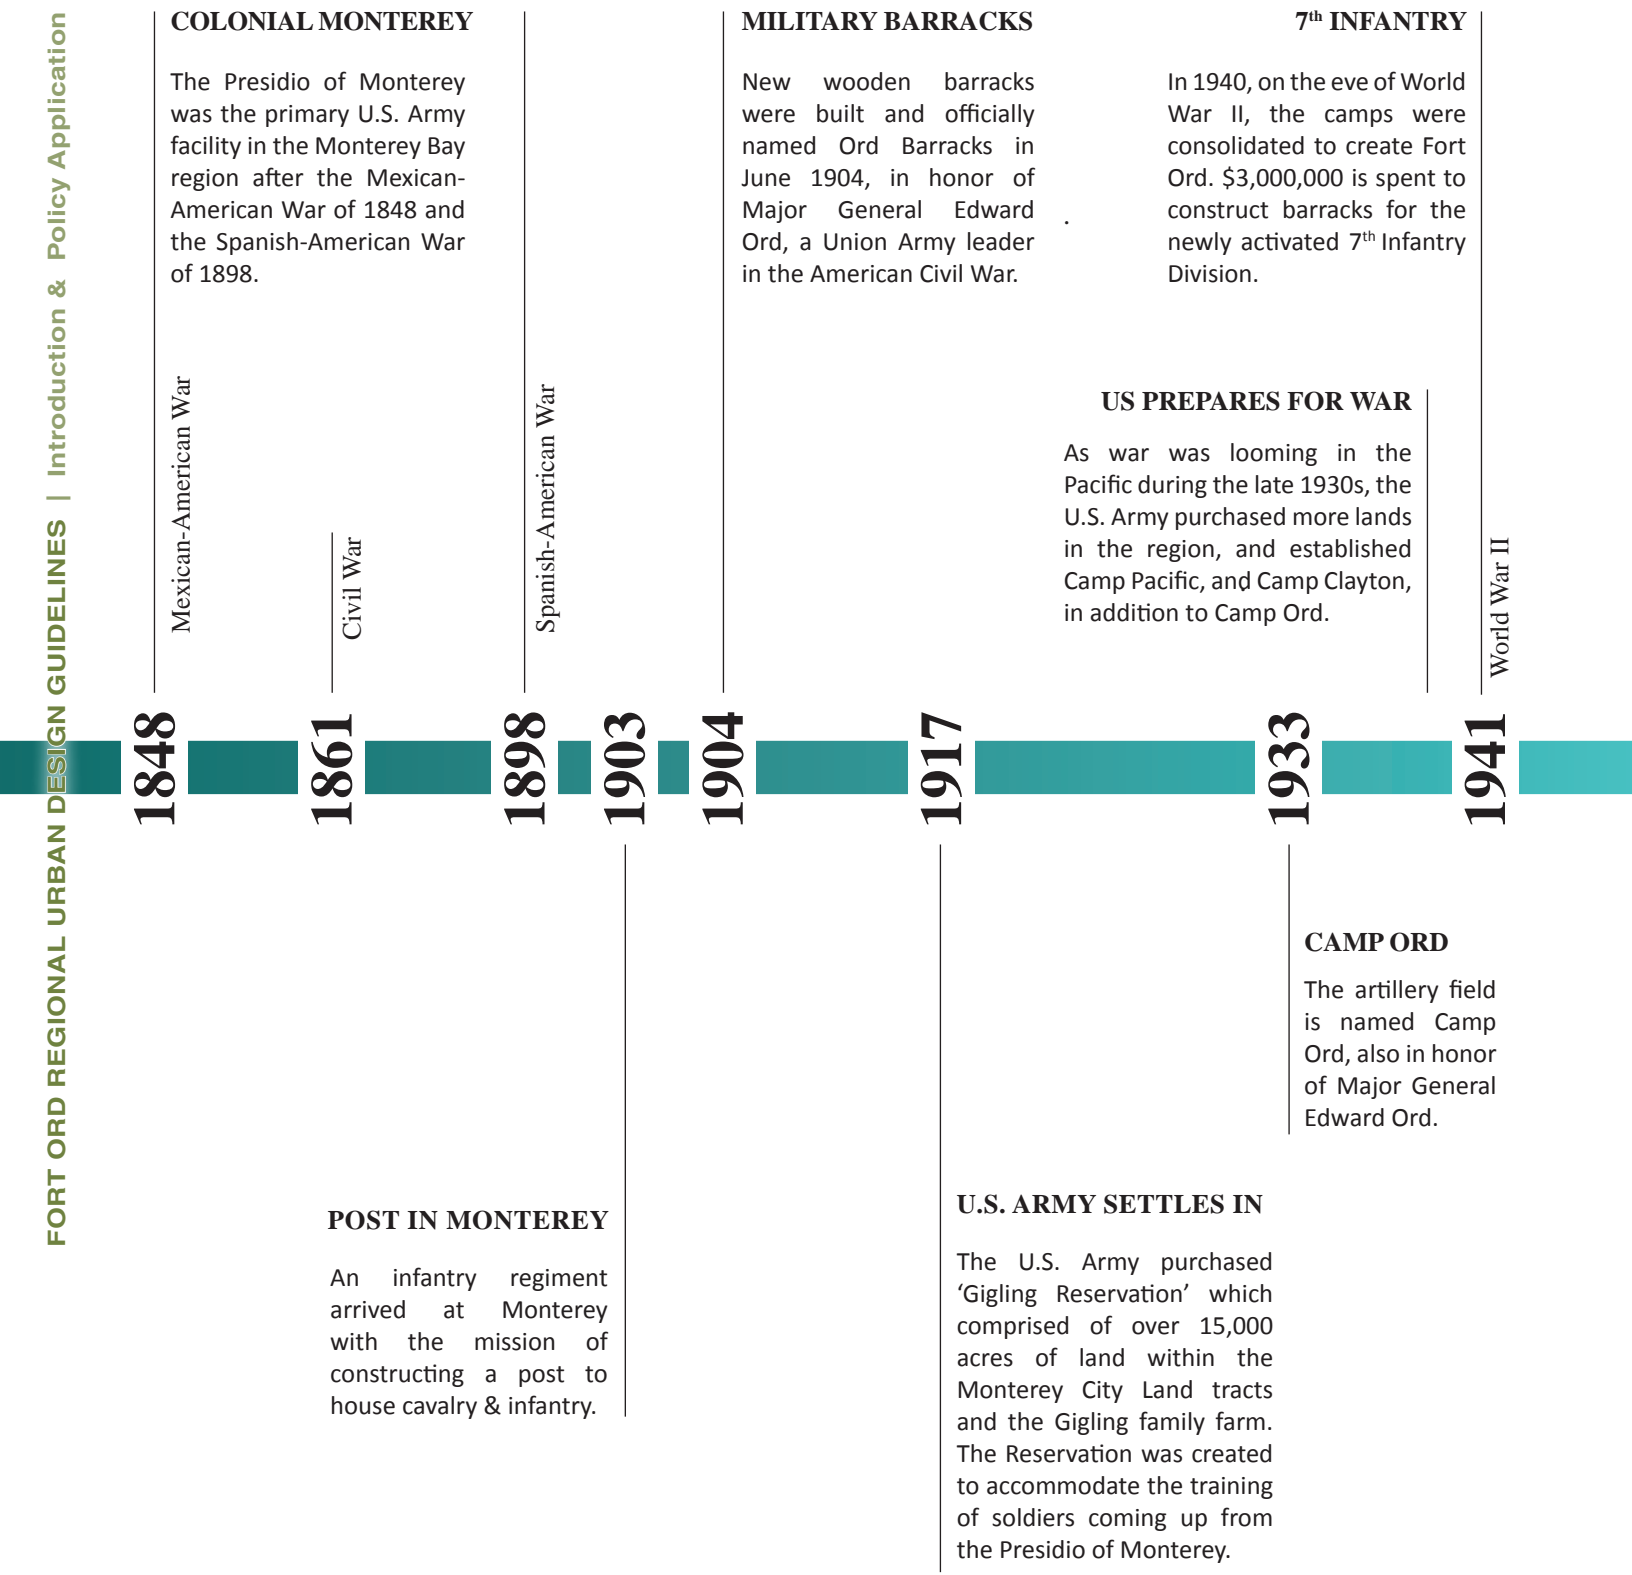 FORT ORD REGIONAL URBAN DESIGN GUIDELINES | Introduction & Policy Application
COLONIAL MONTEREY
The Presidio of Monterey
was the primary U.S. Army
facility in the Monterey Bay
region after the Mexican-
American War of 1848 and
the Spanish-American War
of 1898.
MILITARY BARRACKS
New wooden barracks
were built and officially
named Ord Barracks in
June 1904, in honor of
Major General Edward
Ord, a Union Army leader
in the American Civil War.
.
7th INFANTRY
In 1940, on the eve of World
War II, the camps were
consolidated to create Fort
Ord. $3,000,000 is spent to
construct barracks for the
newly activated 7th Infantry
Division.
US PREPARES FOR WAR
As war was looming in the
Pacific during the late 1930s, the
U.S. Army purchased more lands
in the region, and established
Camp Pacific, and Camp Clayton,
in addition to Camp Ord.
Mexican-American War
Civil War
Spanish-American War
World War II
1848
1861
1898
1903
1904
1917
1933
1941
CAMP ORD
The artillery field
is named Camp
Ord, also in honor
of Major General
Edward Ord.
POST IN MONTEREY
An infantry regiment
arrived at Monterey
with the mission of
constructing a post to
house cavalry & infantry.
U.S. ARMY SETTLES IN
The U.S. Army purchased
‘Gigling Reservation’ which
comprised of over 15,000
acres of land within the
Monterey City Land tracts
and the Gigling family farm.
The Reservation was created
to accommodate the training
of soldiers coming up from
the Presidio of Monterey.